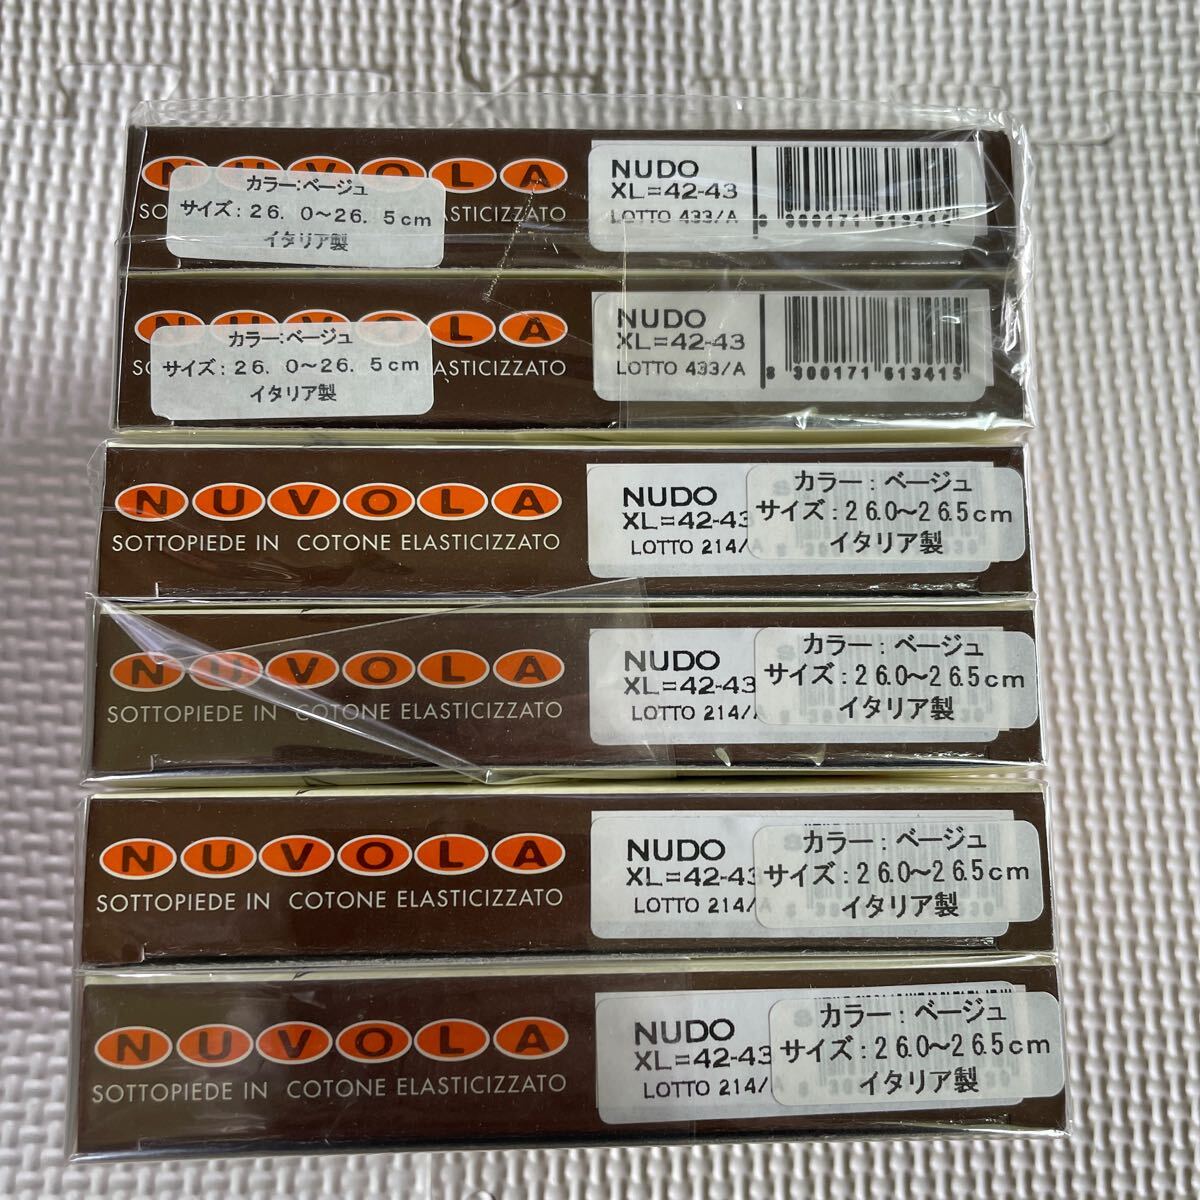 NUVOLA
カラー:ベージュ
サイズ:26.0～26.5cm
イタリア製
ASTICIZZATO
NUDO
XL=42-43
LOTTO 433/A
NUVOLA
カラー:ベージュ
サイズ:26.0～26.5cm
イタリア製
ASTICIZZATO
NUDO
XL=42-43
LOTTO 433/A
8 300171 613415
NUVOLA
SOTTOPIEDE IN COTONE ELASTICIZZATO
NUDO
XL=42-43
LOTTO 214/
カラー:ベージュ
サイズ:26.0～26.5cm
イタリア製
NUVOLA
SOTTOPIEDE IN COTONE ELASTICIZZATO
NUDO
XL=42-43
LOTTO 214/
カラー:ベージュ
サイズ:26.0～26.5cm
イタリア製
NUVOLA
SOTTOPIEDE IN COTONE ELASTICIZZATO
NUDO
XL=42-43
LOTTO 214/
カラー:ベージュ
サイズ:26.0～26.5cm
イタリア製
NUVOLA
SOTTOPIEDE IN COTONE ELASTICIZZATO
NUDO
XL=42-43
LOTTO 214/
カラー:ベージュ
サイズ:26.0～26.5cm
イタリア製